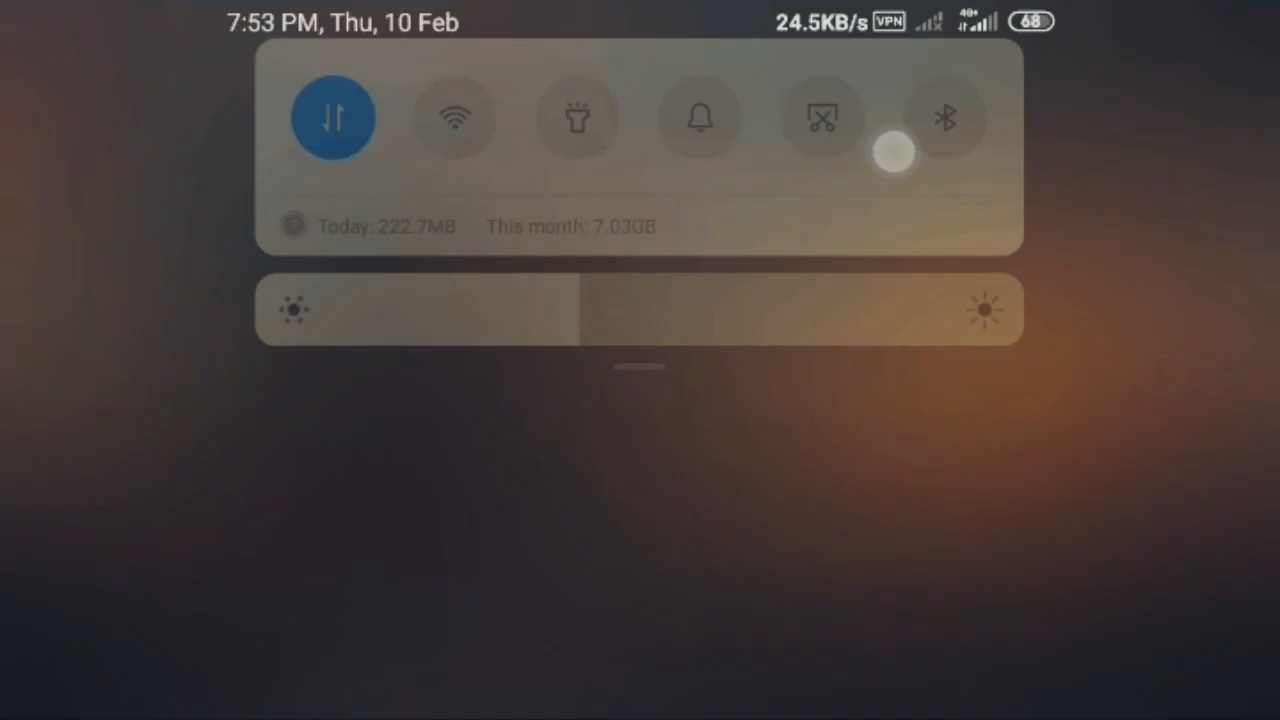 7:53 PM, Thu, 10 Feb
24.5KB/s VPN 4G+ 68
Today: 222.7MB This month: 7.03GB